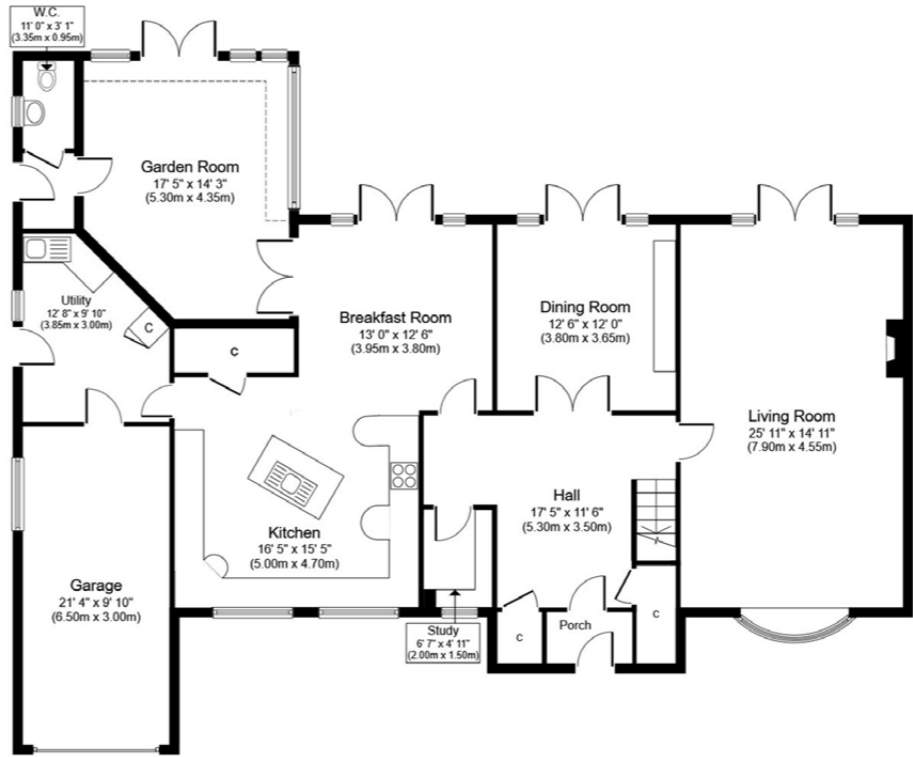 W.C.
11' 0" x 3' 1"
(3.35m x 0.95m)
Garden Room
17' 5" x 14' 3"
(5.30m x 4.35m)
Utility
12' 8" x 9' 10"
(3.85m x 3.00m)
C
C
Breakfast Room
13' 0" x 12' 6"
(3.95m x 3.80m)
Dining Room
12' 6" x 12' 0"
(3.80m x 3.65m)
Living Room
25' 11" x 14' 11"
(7.90m x 4.55m)
Hall
17' 5" x 11' 6"
(5.30m x 3.50m)
Kitchen
16' 5" x 15' 5"
(5.00m x 4.70m)
Garage
21' 4" x 9' 10"
(6.50m x 3.00m)
Study
6' 7" x 4' 11"
(2.00m x 1.50m)
C
Porch
C